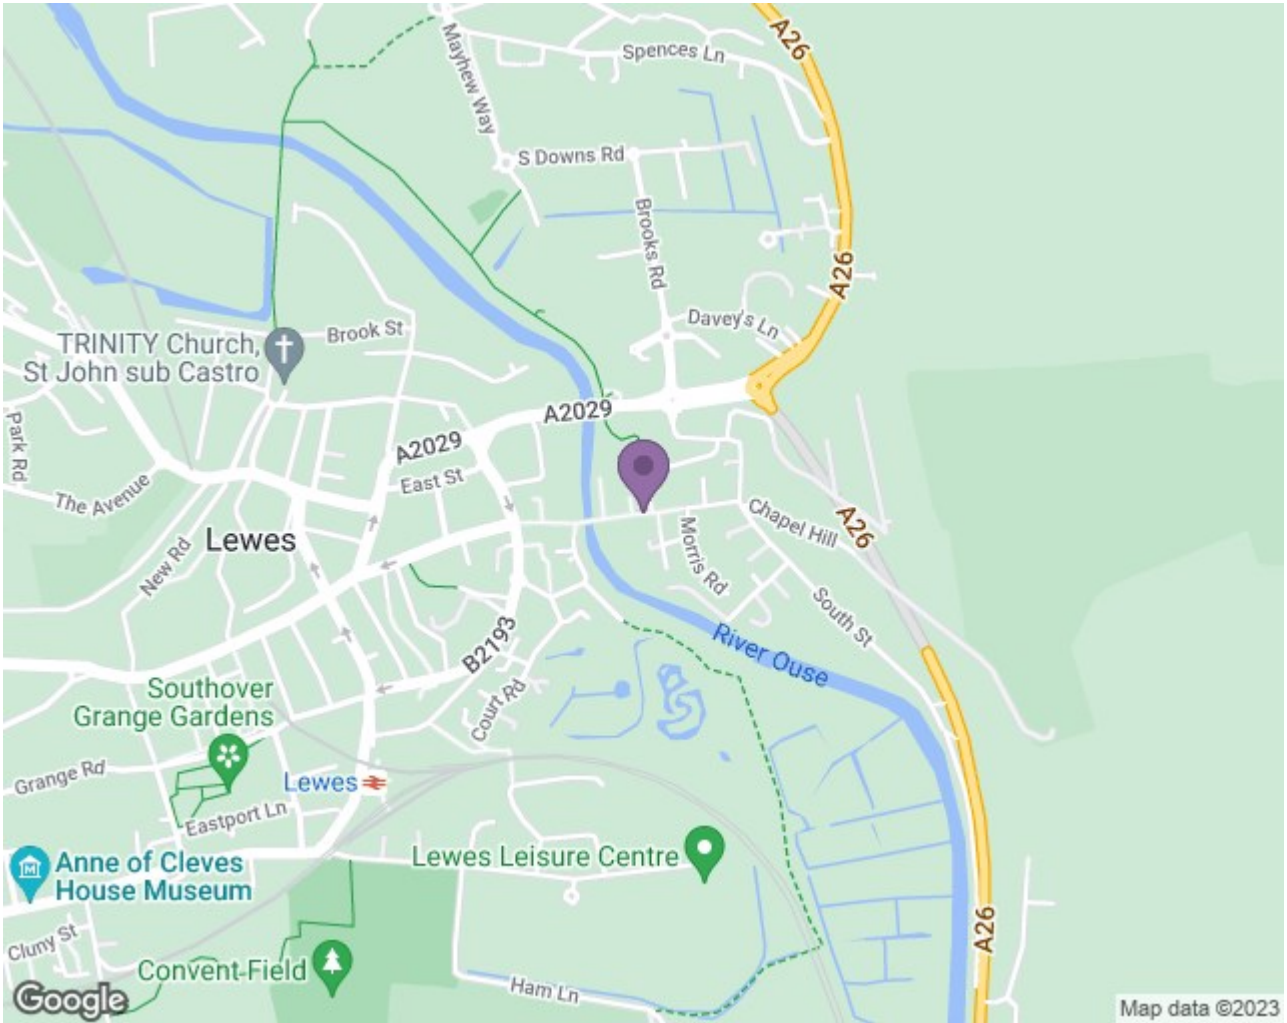 A26
Spences Ln
Mayhew Way
S Downs Rd
Brooks Rd
A26
Davey's Ln
Brook St
TRINITY Church,
St John sub Castro
A2029
A2029
Park Rd
East St
The Avenue
Chapel Hill
A26
Morris Rd
Lewes
New Rd
South St
River Ouse
B2193
Southover
Grange Gardens
Court Rd
Grange Rd
Lewes
Eastport Ln
Lewes Leisure Centre
Anne of Cleves
House Museum
M
A26
Cluny St
Convent Field
Ham Ln
Google
Map data ©2023